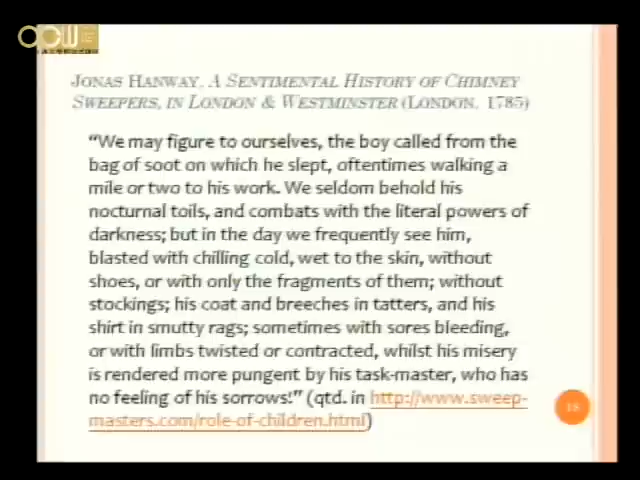 ocw
JONAS HANWAY, A SENTIMENTAL HISTORY OF CHIMNEY
SWEEPERS, IN LONDON & WESTMINSTER (LONDON, 1785)
“We may figure to ourselves, the boy called from the
bag of soot on which he slept, oftentimes walking a
mile or two to his work. We seldom behold his
nocturnal toils, and combats with the literal powers of
darkness; but in the day we frequently see him,
blasted with chilling cold, wet to the skin, without
shoes, or with only the fragments of them; without
stockings; his coat and breeches in tatters, and his
shirt in smutty rags; sometimes with sores bleeding,
or with limbs twisted or contracted, whilst his misery
is rendered more pungent by his task-master, who has
no feeling of his sorrows!” (qtd. in http://www.sweep-
masters.com/role-of-children.html)